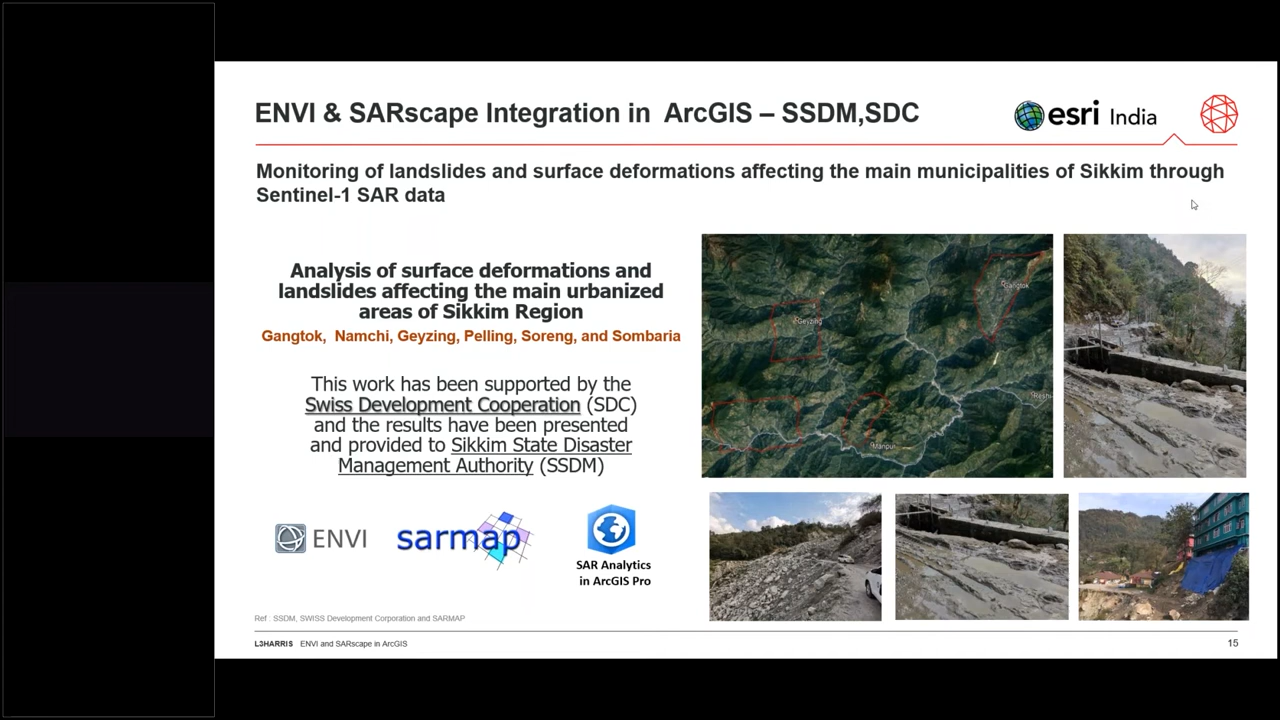 ENVI & SARscape Integration in ArcGIS – SSDM,SDC
esri India
Monitoring of landslides and surface deformations affecting the main municipalities of Sikkim through
Sentinel-1 SAR data
Analysis of surface deformations and
landslides affecting the main urbanized
areas of Sikkim Region
Gangtok, Namchi, Geyzing, Pelling, Soreng, and Sombaria
This work has been supported by the
Swiss Development Cooperation (SDC)
and the results have been presented
and provided to Sikkim State Disaster
Management Authority (SSDM)
Gangtok
Geyzing
Reshi
Manpur
ENVI
sarmap
SAR Analytics
in ArcGIS Pro
Ref : SSDM, SWISS Development Corporation and SARMAP
L3HARRIS ENVI and SARscape in ArcGIS
15